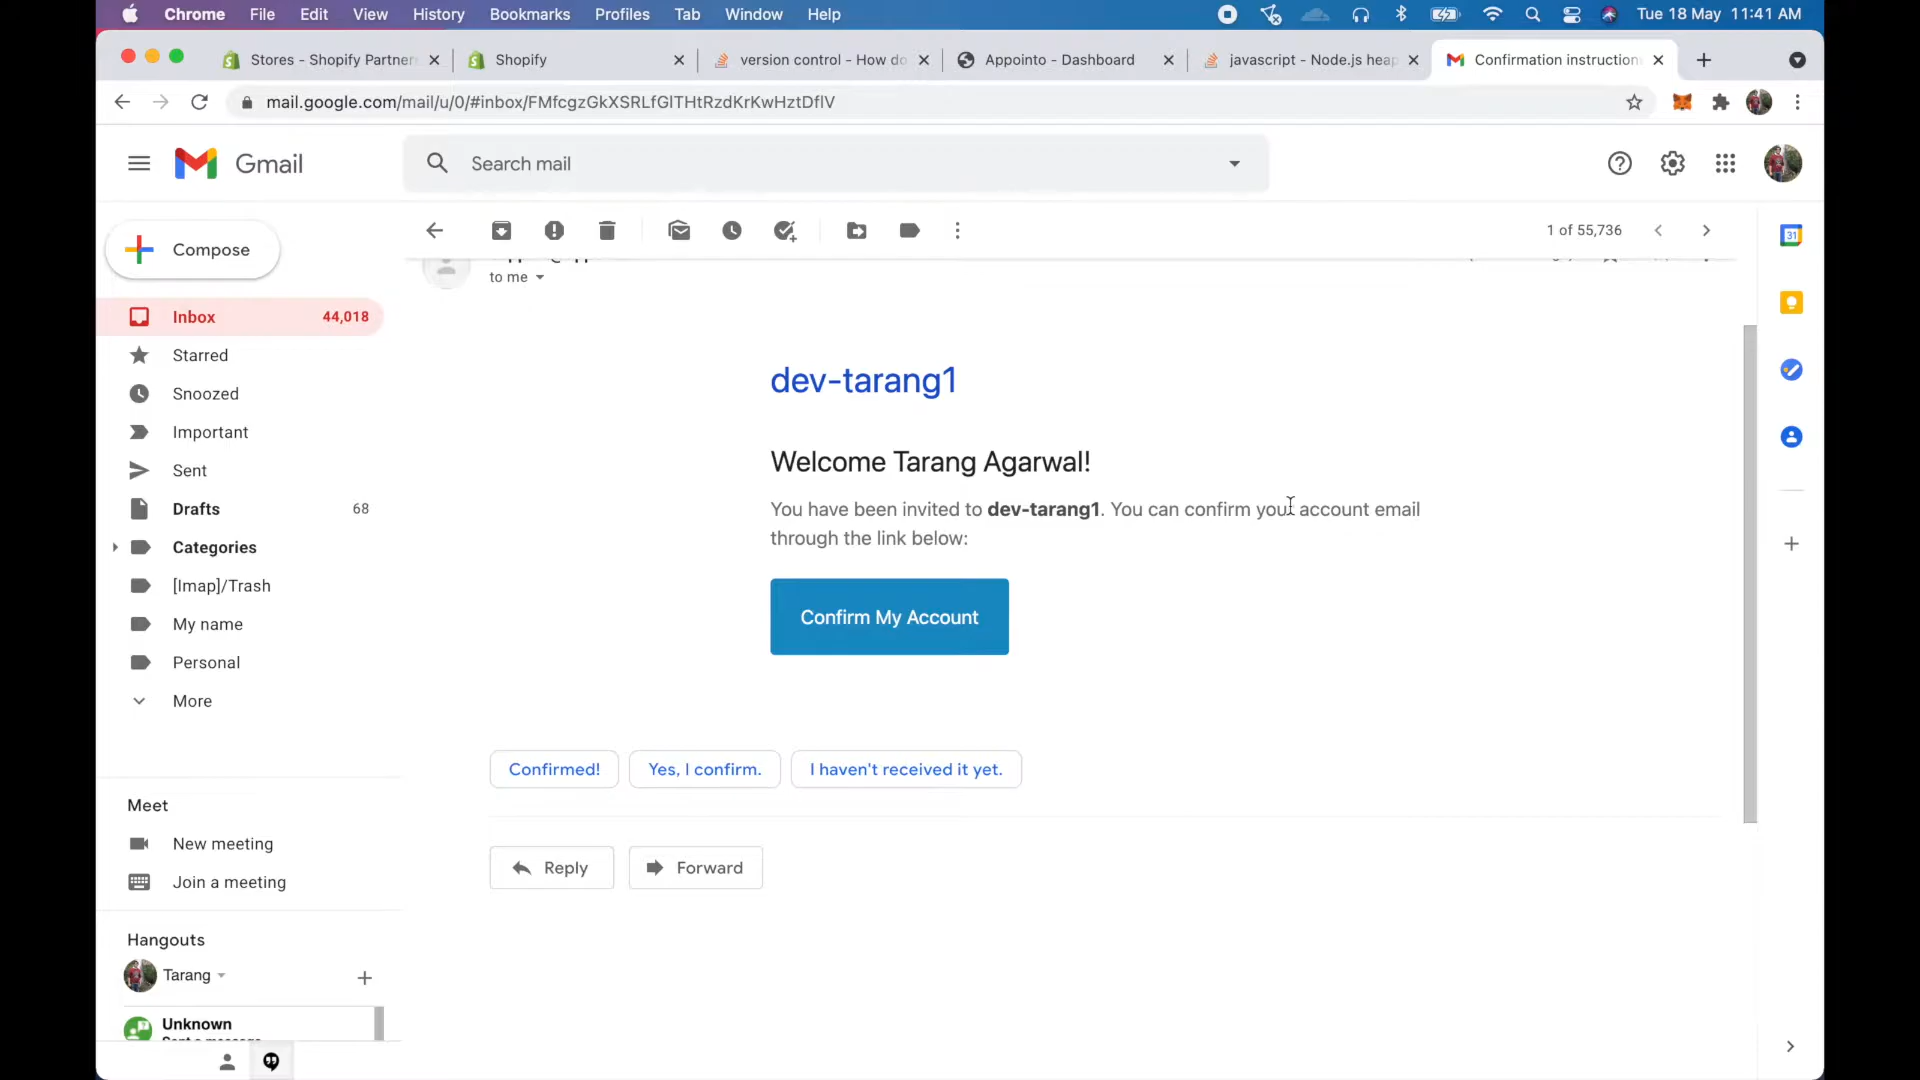 Chrome File Edit View History Bookmarks Profiles Tab Window Help Tue 18 May 11:41 AM
Stores - Shopify Partner Shopify version control - How do Appointo - Dashboard javascript - Node.js heap Confirmation instruction
mail.google.com/mail/u/0/#inbox/FMfcgzGkXSRLfGlTHtRzdKrKwHztDflV
Gmail Search mail
Compose 1 of 55,736
31
to me
Inbox 44,018
Starred
Snoozed
Important
Sent
Drafts 68
Categories
[Imap]/Trash
My name
Personal
More
dev-tarang1
Welcome Tarang Agarwal!
You have been invited to dev-tarang1. You can confirm your account email
through the link below:
Confirm My Account
Confirmed! Yes, I confirm. I haven't received it yet.
Reply Forward
Meet
New meeting
Join a meeting
Hangouts
Tarang
Unknown